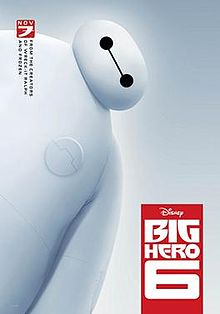 NOV
7
FROM THE CREATORS
OF WRECK-IT RALPH
AND FROZEN
Disney
BIG
HERO
6